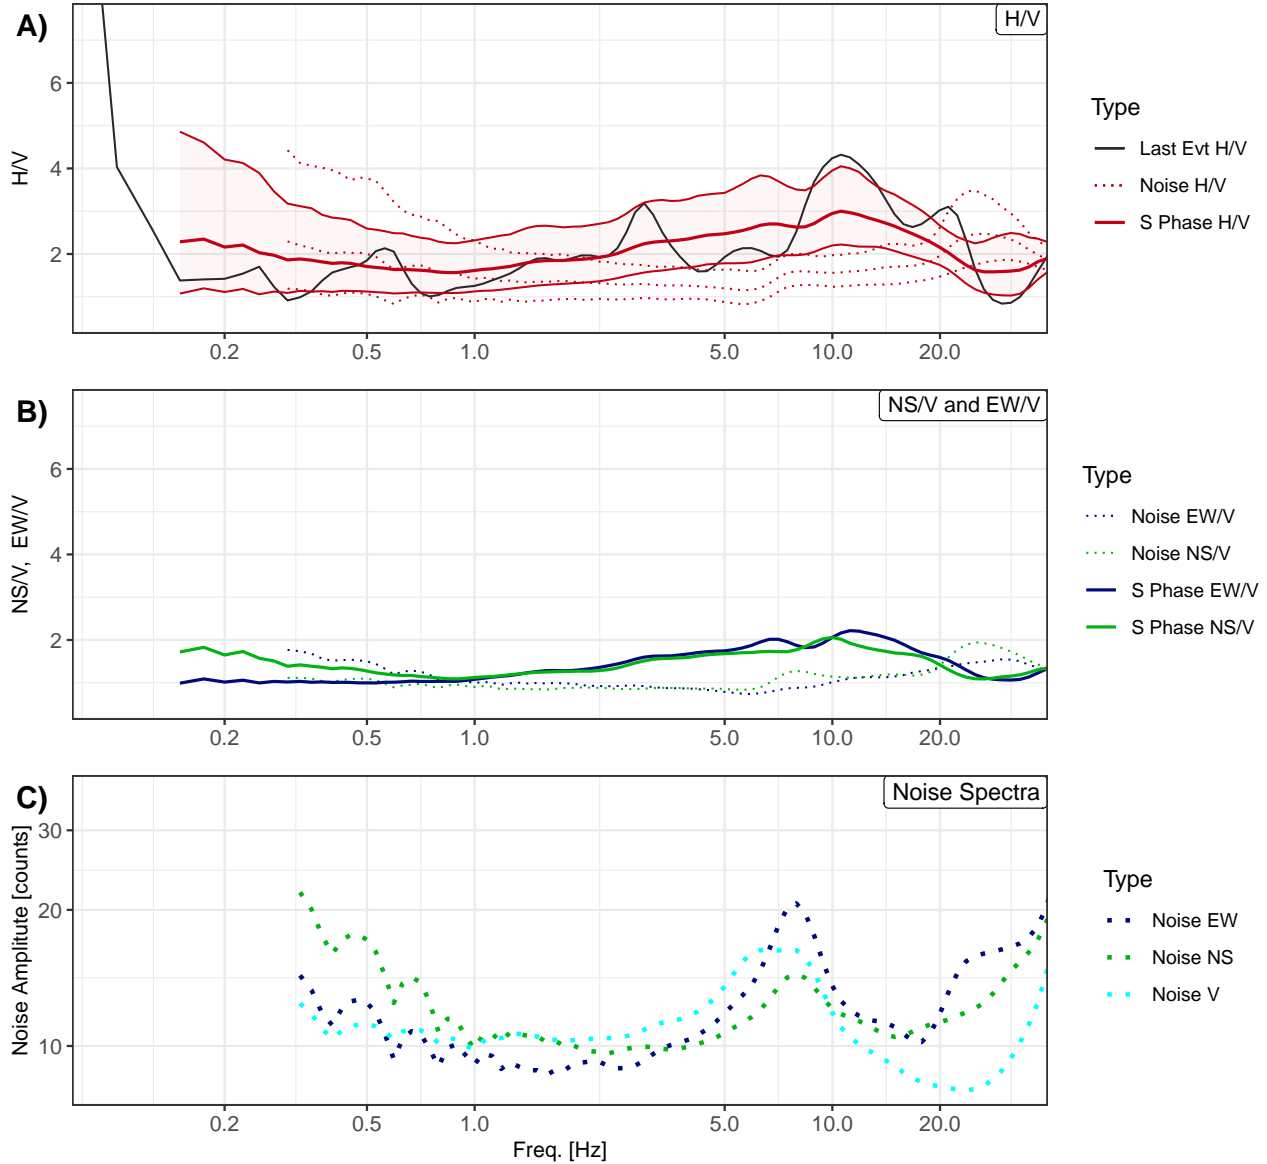 A)
H/V
H/V
6
4
2
0.2 0.5 1.0 5.0 10.0 20.0
Type
Last Evt H/V
Noise H/V
S Phase H/V
B)
NS/V and EW/V
NS/V,  EW/V
6
4
2
0.2 0.5 1.0 5.0 10.0 20.0
Type
Noise EW/V
Noise NS/V
S Phase EW/V
S Phase NS/V
C)
Noise Spectra
Noise Amplitute [counts]
30
20
10
0.2 0.5 1.0 5.0 10.0 20.0
Freq. [Hz]
Type
Noise EW
Noise NS
Noise V